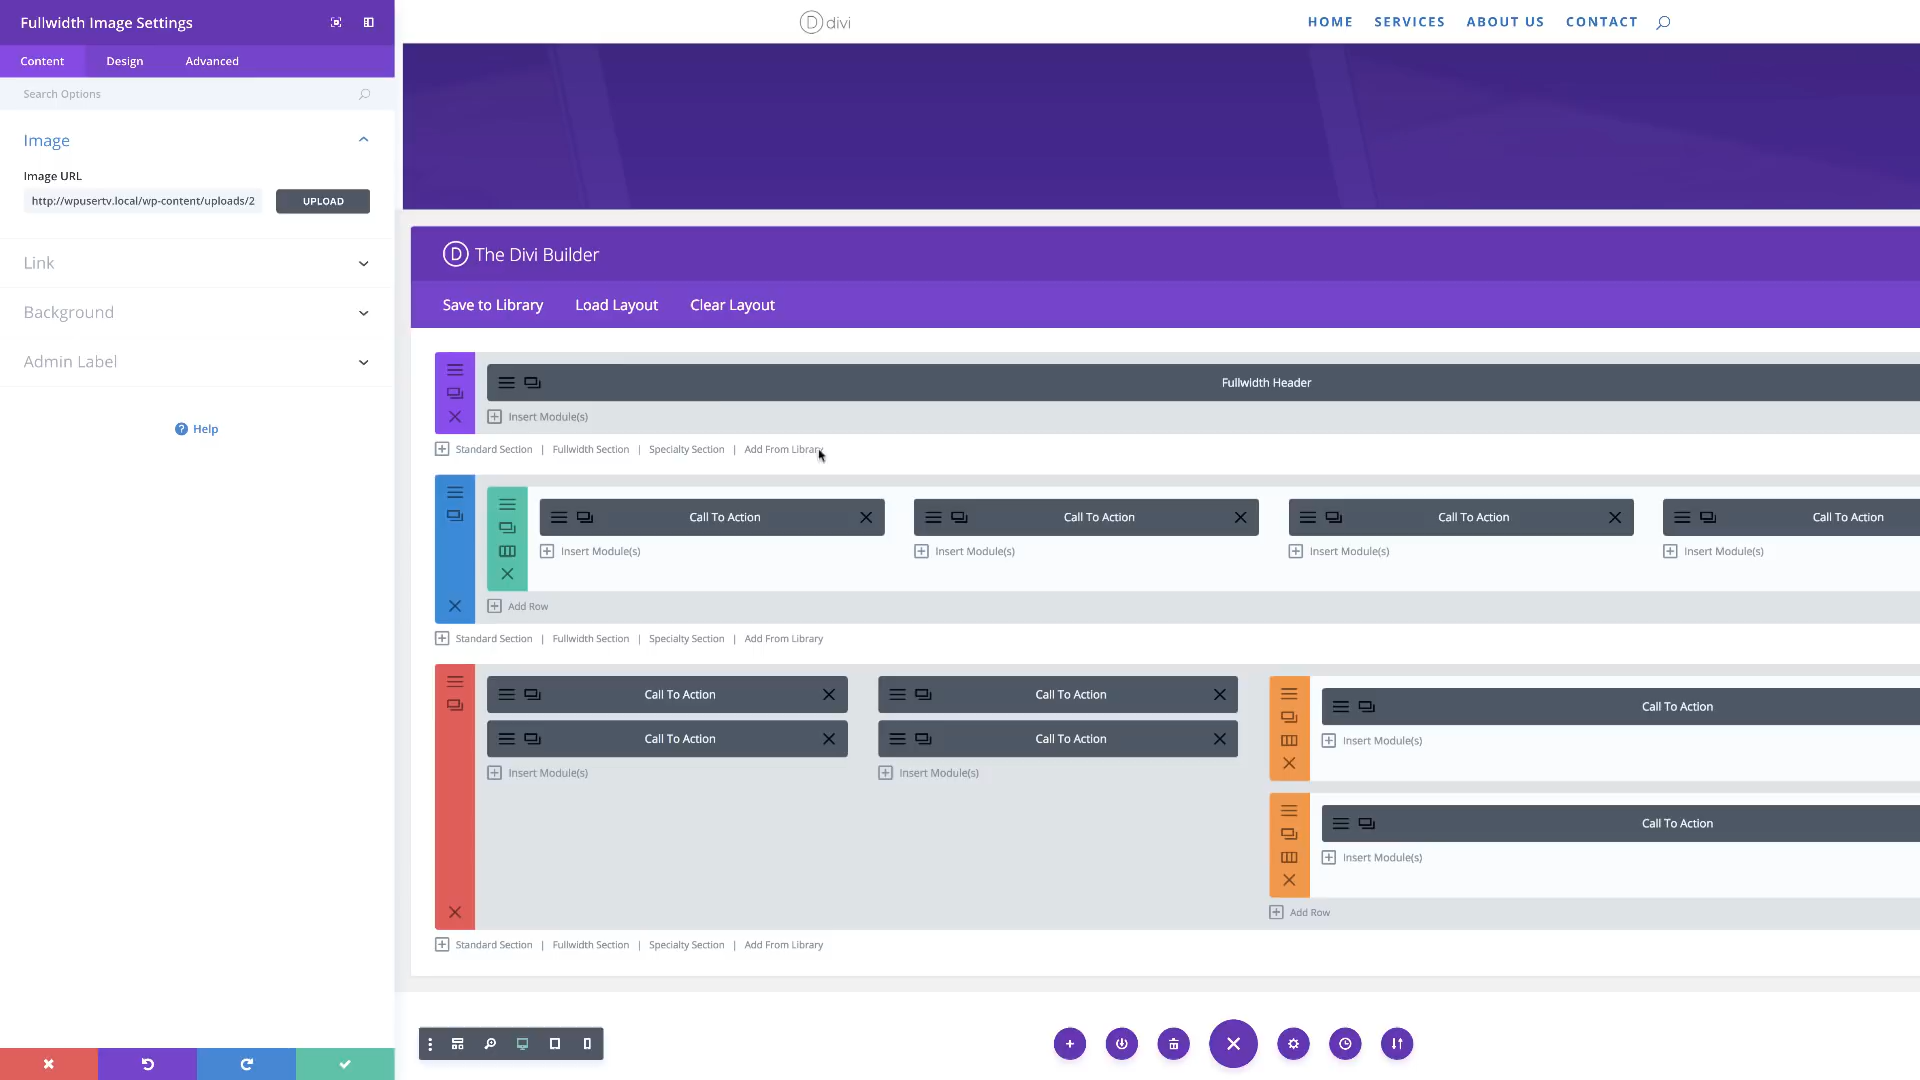 Fullwidth Image Settings
Content Design Advanced
Search Options
Image
Image URL
http://wpusertv.local/wp-content/uploads/2 UPLOAD
Link
Background
Admin Label
? Help
D divi HOME SERVICES ABOUT US CONTACT
D The Divi Builder
Save to Library Load Layout Clear Layout
Fullwidth Header
Insert Module(s)
Standard Section | Fullwidth Section | Specialty Section | Add From Library
Call To Action Call To Action Call To Action Call To Action
Insert Module(s) Insert Module(s) Insert Module(s) Insert Module(s)
Add Row
Standard Section | Fullwidth Section | Specialty Section | Add From Library
Call To Action Call To Action Call To Action
Call To Action Call To Action Insert Module(s)
Insert Module(s) Insert Module(s)
Call To Action
Insert Module(s)
Add Row
Standard Section | Fullwidth Section | Specialty Section | Add From Library